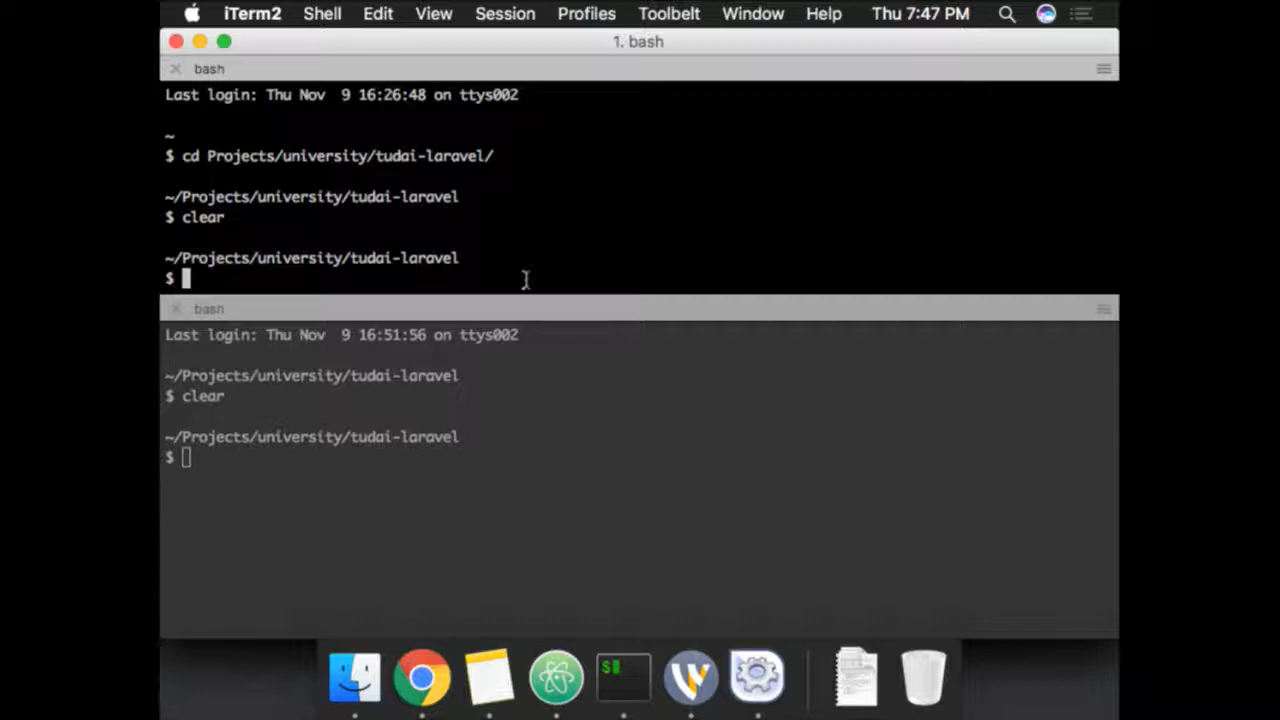 iTerm2 Shell Edit View Session Profiles Toolbelt Window Help Thu 7:47 PM
1. bash
bash
Last login: Thu Nov  9 16:26:48 on ttys002
~
$ cd Projects/university/tudai-laravel/
~/Projects/university/tudai-laravel
$ clear
~/Projects/university/tudai-laravel
$
bash
Last login: Thu Nov  9 16:51:56 on ttys002
~/Projects/university/tudai-laravel
$ clear
~/Projects/university/tudai-laravel
$
$